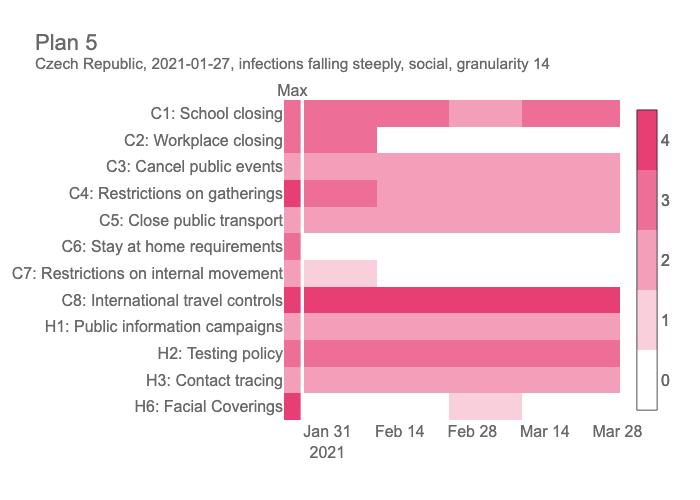 Plan 5
Czech Republic, 2021-01-27, infections falling steeply, social, granularity 14
Max
C1: School closing
C2: Workplace closing
C3: Cancel public events
C4: Restrictions on gatherings
C5: Close public transport
C6: Stay at home requirements
C7: Restrictions on internal movement
C8: International travel controls
H1: Public information campaigns
H2: Testing policy
H3: Contact tracing
H6: Facial Coverings
Jan 31 Feb 14 Feb 28 Mar 14 Mar 28
2021
4
3
2
1
0